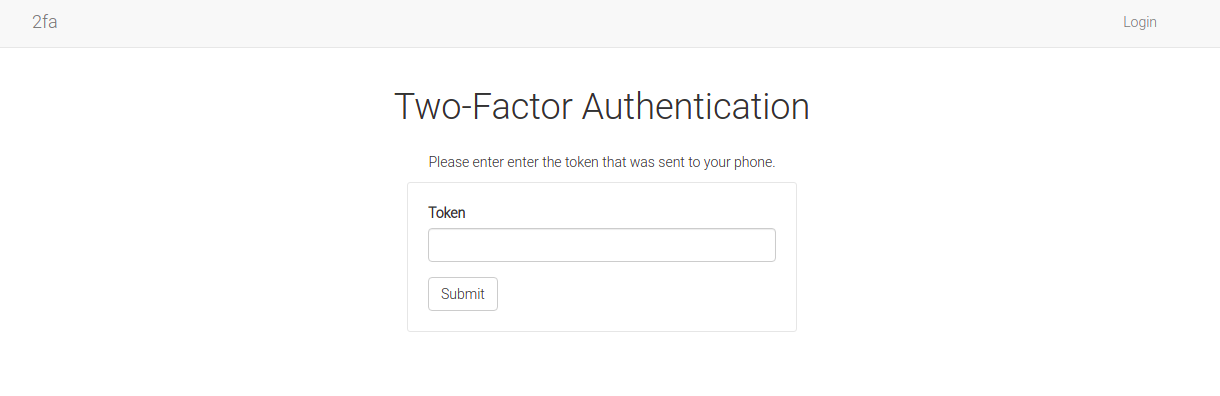 2fa
Login
Two-Factor Authentication
Please enter enter the token that was sent to your phone.
Token
Submit